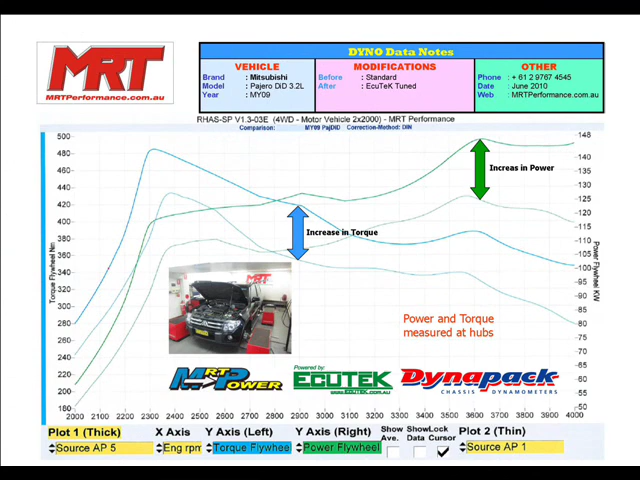 MRT
MRTPerformance.com.au
DYNO Data Notes
VEHICLE
Brand : Mitsubishi
Model : Pajero DiD 3.2L
Year : MY09
MODIFICATIONS
Before : Standard
After : EcuTeK Tuned
OTHER
Phone : + 61 2 9767 4545
Date : June 2010
Web : MRTPerformance.com.au
RHAS-SP V1.3-03E (4WD - Motor Vehicle 2x2000) - MRT Performance
Comparison: MY09 PajDID Correction-Method: DIN
500
480
460
440
420
400
380
360
340
320
300
280
260
240
220
200
180
Torque Flywheel Nm
148
140
135
130
125
120
115
110
105
100
95
90
85
80
75
70
65
60
55
50
Power Flywheel KW
Increas in Power
Increase in Torque
Power and Torque
measured at hubs
MRT
MRT POWER
Powered by:
ECUTEK
www.ECUTEK.com.au
Dynapack
CHASSIS DYNAMOMETERS
2000 2100 2200 2300 2400 2500 2600 2700 2800 2900 3000 3100 3200 3300 3400 3500 3600 3700 3800 3900 4000
Plot 1 (Thick) X Axis Y Axis (Left) Y Axis (Right) Show Ave. Show Data Lock Cursor Plot 2 (Thin)
Source AP 5 Eng rpm Torque Flywheel Power Flywheel Source AP 1